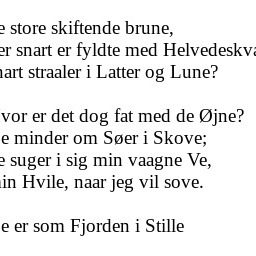 e store skiftende brune,
er snart er fyldte med Helvedeskva
nart straaler i Latter og Lune?
vor er det dog fat med de Øjne?
e minder om Søer i Skove;
e suger i sig min vaagne Ve,
in Hvile, naar jeg vil sove.
e er som Fjorden i Stille